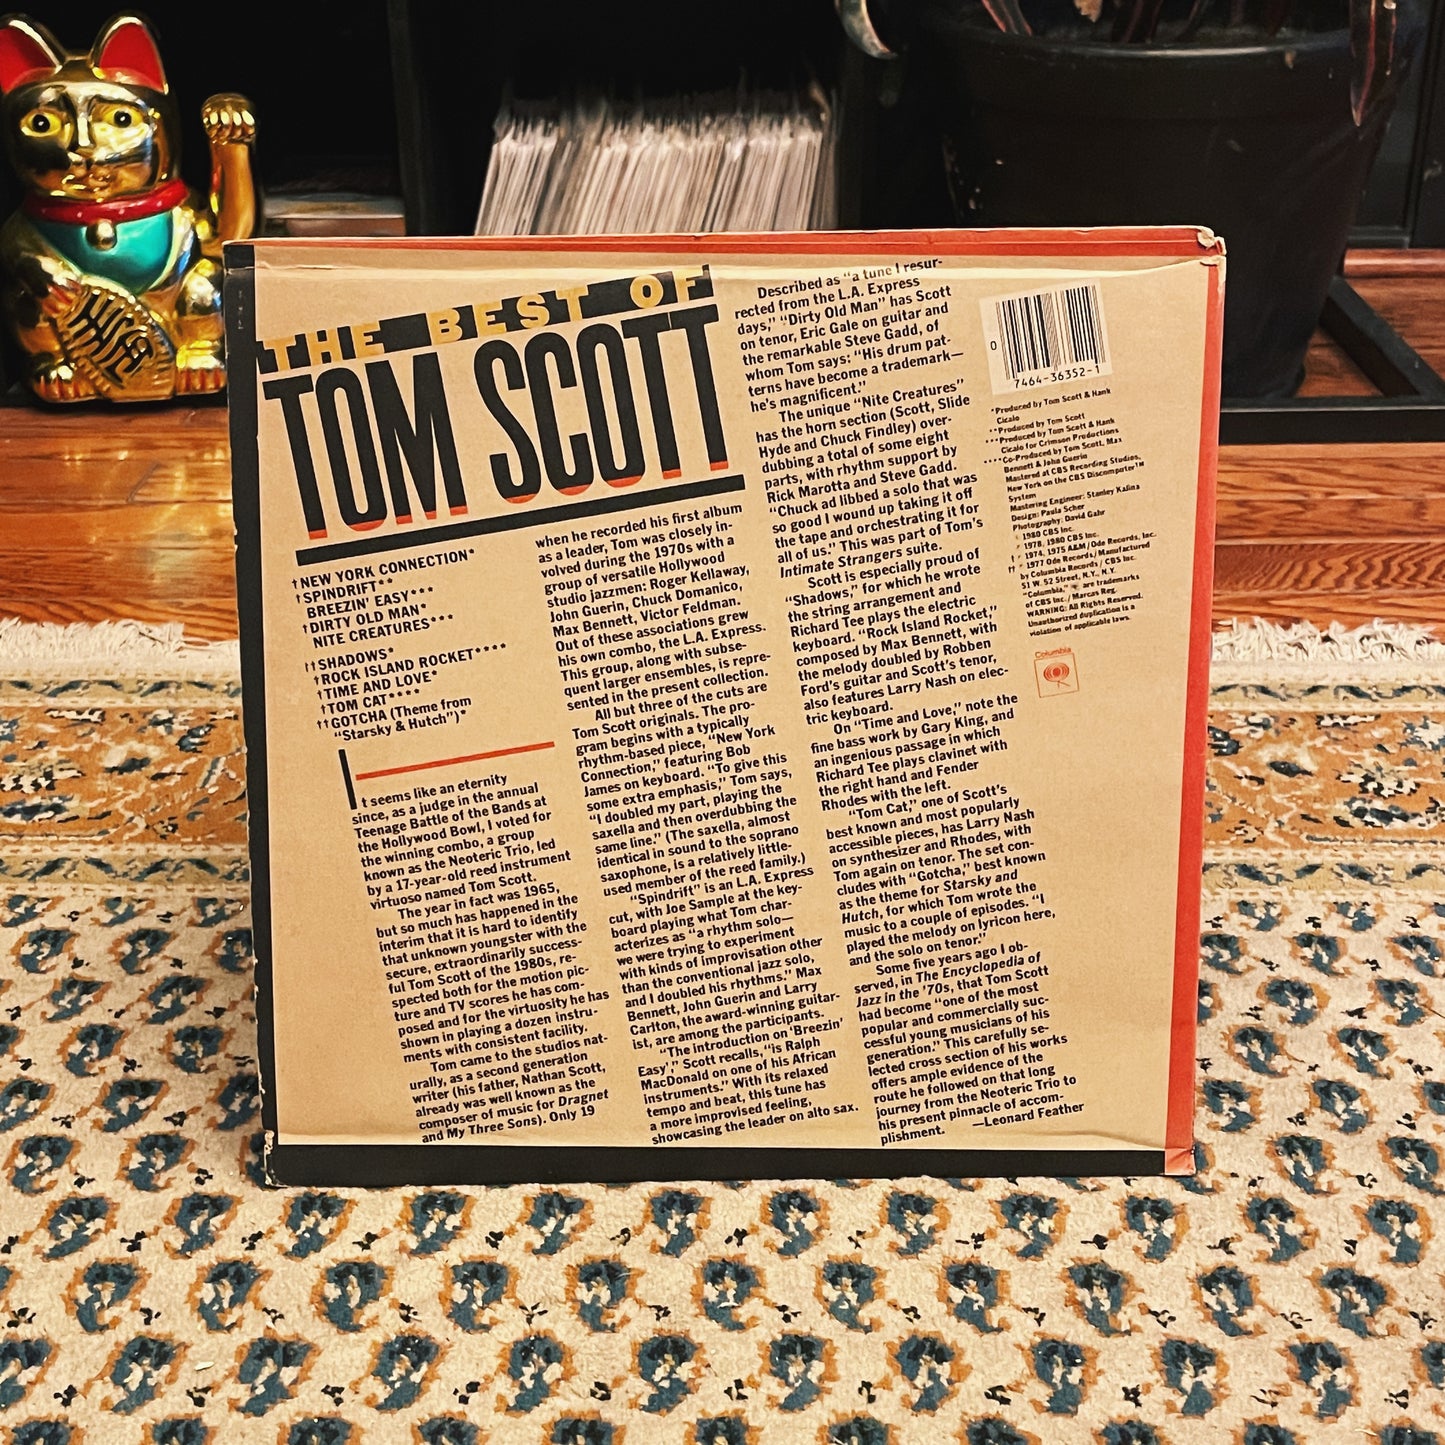 THE BEST OF
TOM SCOTT
†NEW YORK CONNECTION*
†SPINDRIFT**
BREEZIN' EASY***
†DIRTY OLD MAN*
NITE CREATURES***
††SHADOWS*
†ROCK ISLAND ROCKET****
†TIME AND LOVE*
†TOM CAT****
††GOTCHA (Theme from
"Starsky & Hutch")*
It seems like an eternity
since, as a judge in the annual
Teenage Battle of the Bands at
the Hollywood Bowl, I voted for
the winning combo, a group
known as the Neoteric Trio, led
by a 17-year-old reed instrument
virtuoso named Tom Scott.
The year in fact was 1965,
but so much has happened in the
interim that it is hard to identify
that unknown youngster with the
secure, extraordinarily success-
ful Tom Scott of the 1980s, re-
spected both for the motion pic-
ture and TV scores he has com-
posed and for the virtuosity he has
shown in playing a dozen instru-
ments with consistent facility.
Tom came to the studios nat-
urally, as a second generation
writer (his father, Nathan Scott,
already was well known as the
composer of music for Dragnet
and My Three Sons). Only 19
when he recorded his first album
as a leader, Tom was closely in-
volved during the 1970s with a
group of versatile Hollywood
studio jazzmen: Roger Kellaway,
John Guerin, Chuck Domanico,
Max Bennett, Victor Feldman.
Out of these associations grew
his own combo, the L.A. Express.
This group, along with subse-
quent larger ensembles, is repre-
sented in the present collection.
All but three of the cuts are
Tom Scott originals. The pro-
gram begins with a typically
rhythm-based piece, "New York
Connection," featuring Bob
James on keyboard. "To give this
some extra emphasis," Tom says,
"I doubled my part, playing the
saxella and then overdubbing the
same line." (The saxella, almost
identical in sound to the soprano
saxophone, is a relatively little-
used member of the reed family.)
"Spindrift" is an L.A. Express
cut, with Joe Sample at the key-
board playing what Tom char-
acterizes as "a rhythm solo—
we were trying to experiment
with kinds of improvisation other
than the conventional jazz solo,
and I doubled his rhythms." Max
Bennett, John Guerin and Larry
Carlton, the award-winning guitar-
ist, are among the participants.
"The introduction on 'Breezin'
Easy'," Scott recalls, "is Ralph
MacDonald on one of his African
instruments." With its relaxed
tempo and beat, this tune has
a more improvised feeling,
showcasing the leader on alto sax.
Described as "a tune I resur-
rected from the L.A. Express
days," "Dirty Old Man" has Scott
on tenor, Eric Gale on guitar and
the remarkable Steve Gadd, of
whom Tom says: "His drum pat-
terns have become a trademark—
he's magnificent."
The unique "Nite Creatures"
has the horn section (Scott, Slide
Hyde and Chuck Findley) over-
dubbing a total of some eight
parts, with rhythm support by
Rick Marotta and Steve Gadd.
"Chuck ad libbed a solo that was
so good I wound up taking it off
the tape and orchestrating it for
all of us." This was part of Tom's
Intimate Strangers suite.
Scott is especially proud of
"Shadows," for which he wrote
the string arrangement and
Richard Tee plays the electric
keyboard. "Rock Island Rocket,"
composed by Max Bennett, with
the melody doubled by Robben
Ford's guitar and Scott's tenor,
also features Larry Nash on elec-
tric keyboard.
On "Time and Love," note the
fine bass work by Gary King, and
an ingenious passage in which
Richard Tee plays clavinet with
the right hand and Fender
Rhodes with the left.
"Tom Cat," one of Scott's
best known and most popularly
accessible pieces, has Larry Nash
on synthesizer and Rhodes, with
Tom again on tenor. The set con-
cludes with "Gotcha," best known
as the theme for Starsky and
Hutch, for which Tom wrote the
music to a couple of episodes. "I
played the melody on lyricon here,
and the solo on tenor."
Some five years ago I ob-
served, in The Encyclopedia of
Jazz in the '70s, that Tom Scott
had become "one of the most
popular and commercially suc-
cessful young musicians of his
generation." This carefully se-
lected cross section of his works
offers ample evidence of the
route he followed on that long
journey from the Neoteric Trio to
his present pinnacle of accom-
plishment. —Leonard Feather
0 7464-36352-1
*Produced by Tom Scott & Hank
Cicalo
**Produced by Tom Scott
***Produced by Tom Scott & Hank
Cicalo for Crimson Productions
****Co-Produced by Tom Scott, Max
Bennett & John Guerin
Mastered at CBS Recording Studios,
New York on the CBS Discomputer™
System
Mastering Engineer: Stanley Kalina
Design: Paula Scher
Photography: David Gahr
1980 CBS Inc.
1978, 1980 CBS Inc.
† 1974, 1975 A&M/Ode Records, Inc.
†† 1977 Ode Records/Manufactured
by Columbia Records/CBS Inc.
51 W. 52 Street, N.Y., N.Y.
"Columbia," are trademarks
of CBS Inc./Marcas Reg.
WARNING: All Rights Reserved.
Unauthorized duplication is a
violation of applicable laws.
Columbia